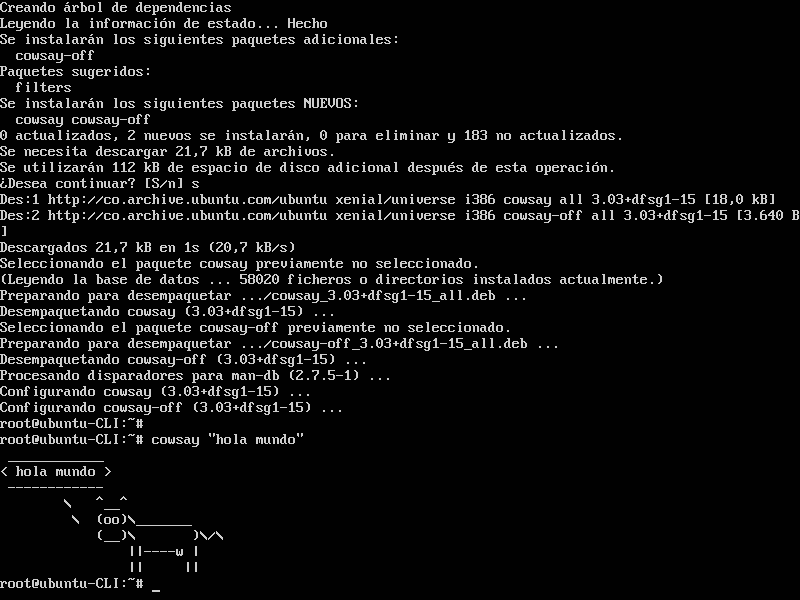 Creando árbol de dependencias
Leyendo la información de estado... Hecho
Se instalarán los siguientes paquetes adicionales:
  cowsay-off
Paquetes sugeridos:
  filters
Se instalarán los siguientes paquetes NUEVOS:
  cowsay cowsay-off
0 actualizados, 2 nuevos se instalarán, 0 para eliminar y 183 no actualizados.
Se necesita descargar 21,7 kB de archivos.
Se utilizarán 112 kB de espacio de disco adicional después de esta operación.
¿Desea continuar? [S/n] s
Des:1 http://co.archive.ubuntu.com/ubuntu xenial/universe i386 cowsay all 3.03+dfsg1-15 [18,0 kB]
Des:2 http://co.archive.ubuntu.com/ubuntu xenial/universe i386 cowsay-off all 3.03+dfsg1-15 [3.640 B
]
Descargados 21,7 kB en 1s (20,7 kB/s)
Seleccionando el paquete cowsay previamente no seleccionado.
(Leyendo la base de datos ... 58020 ficheros o directorios instalados actualmente.)
Preparando para desempaquetar .../cowsay_3.03+dfsg1-15_all.deb ...
Desempaquetando cowsay (3.03+dfsg1-15) ...
Seleccionando el paquete cowsay-off previamente no seleccionado.
Preparando para desempaquetar .../cowsay-off_3.03+dfsg1-15_all.deb ...
Desempaquetando cowsay-off (3.03+dfsg1-15) ...
Procesando disparadores para man-db (2.7.5-1) ...
Configurando cowsay (3.03+dfsg1-15) ...
Configurando cowsay-off (3.03+dfsg1-15) ...
root@ubuntu-CLI:~#
root@ubuntu-CLI:~# cowsay "hola mundo"
 ____________
< hola mundo >
 ------------
        \   ^__^
         \  (oo)\_______
            (__)\       )\/\
                ||----w |
                ||     ||
root@ubuntu-CLI:~# _